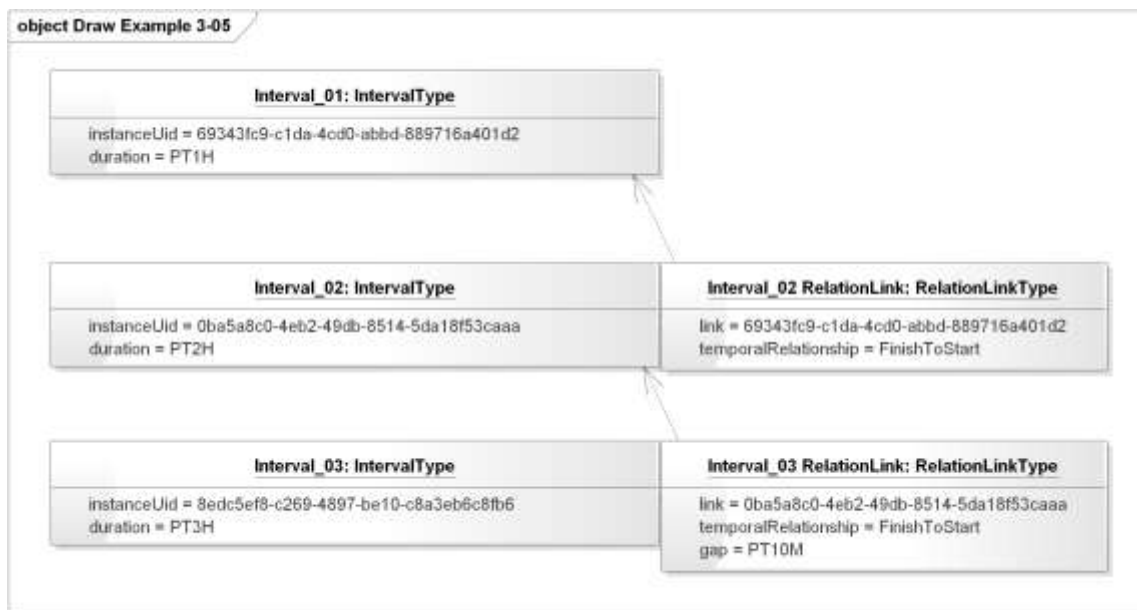 object Draw Example 3-05
Interval_01: IntervalType
instanceUid = 69343fc9-c1da-4cd0-abbd-889716a401d2
duration = PT1H
Interval_02: IntervalType
instanceUid = 0ba5a8c0-4eb2-49db-8514-5da18f53caaa
duration = PT2H
Interval_02 RelationLink: RelationLinkType
link = 69343fc9-c1da-4cd0-abbd-889716a401d2
temporalRelationship = FinishToStart
Interval_03: IntervalType
instanceUid = 8edc5ef8-c269-4897-be10-c8a3eb6c8fb6
duration = PT3H
Interval_03 RelationLink: RelationLinkType
link = 0ba5a8c0-4eb2-49db-8514-5da18f53caaa
temporalRelationship = FinishToStart
gap = PT10M